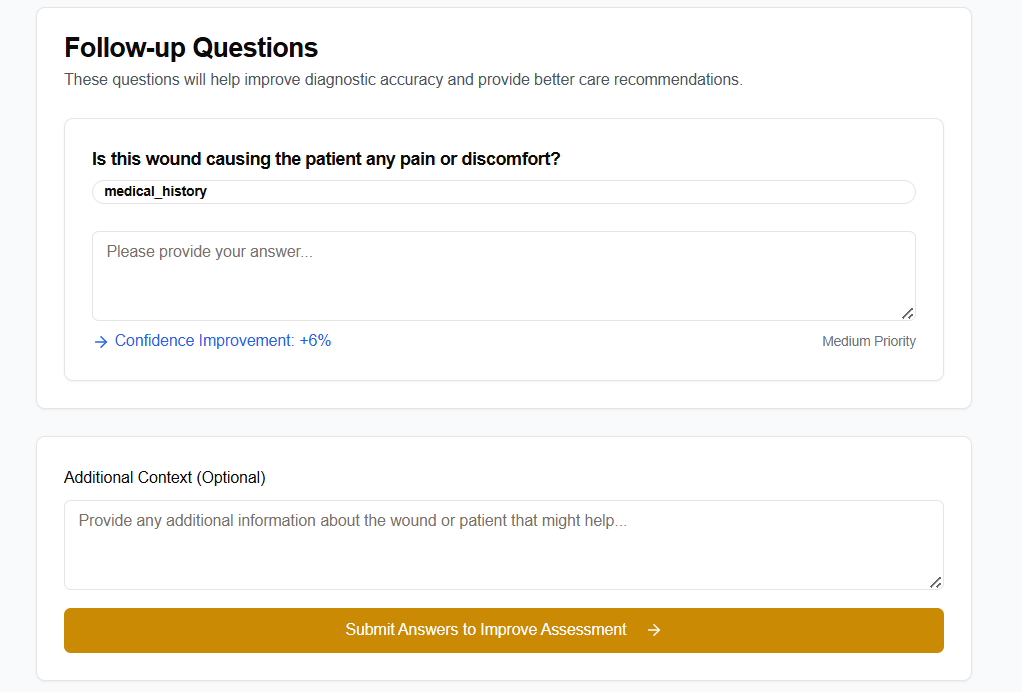 Follow-up Questions
These questions will help improve diagnostic accuracy and provide better care recommendations.
Is this wound causing the patient any pain or discomfort?
medical_history
Please provide your answer...
Confidence Improvement: +6%
Medium Priority
Additional Context (Optional)
Provide any additional information about the wound or patient that might help...
Submit Answers to Improve Assessment